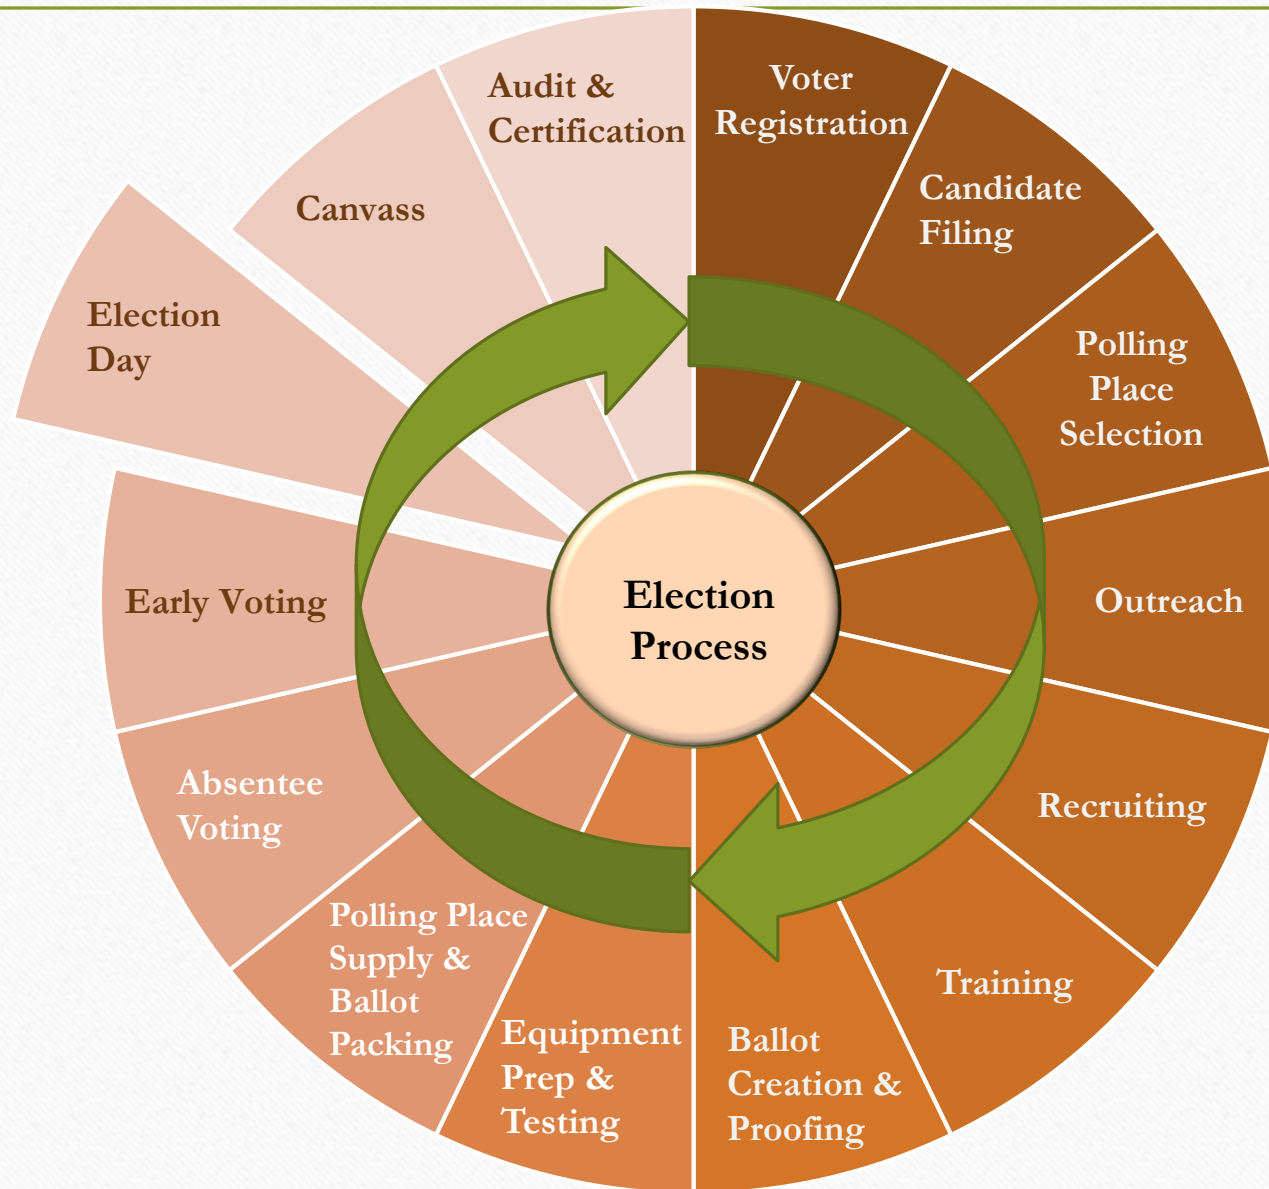 Voter
Registration
Candidate
Filing
Polling
Place
Selection
Outreach
Recruiting
Training
Ballot
Creation &
Proofing
Equipment
Prep &
Testing
Polling Place
Supply &
Ballot
Packing
Absentee
Voting
Early Voting
Election
Day
Canvass
Audit &
Certification
Election
Process